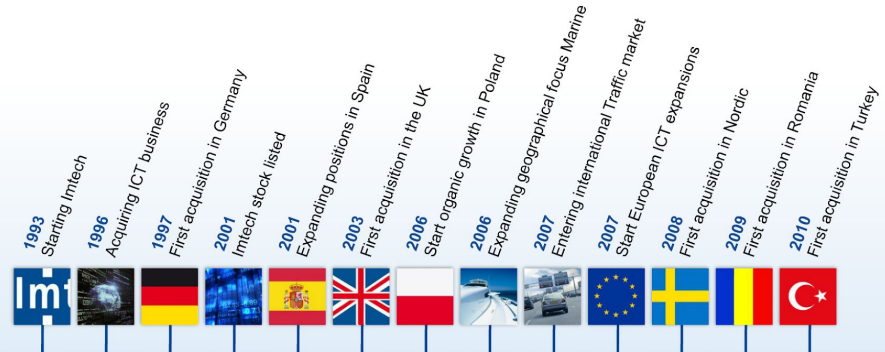 1993
Starting Imtech
1996
Acquiring ICT business
1997
First acquisition in Germany
2001
Imtech stock listed
2001
Expanding positions in Spain
2003
First acquisition in the UK
2006
Start organic growth in Poland
2006
Expanding geographical focus Marine
2007
Entering international Traffic market
2007
Start European ICT expansions
2008
First acquisition in Nordic
2009
First acquisition in Romania
2010
First acquisition in Turkey
Imt